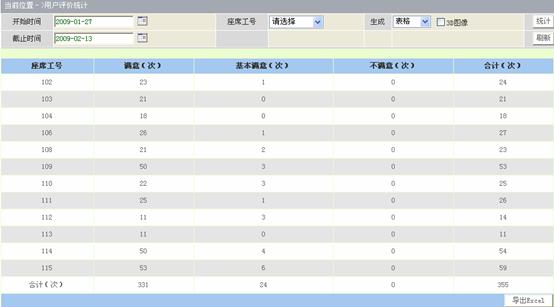 当前位置 - >用户评价统计
开始时间 2009-01-27 座席工号 请选择 生成 表格 3D图像 统计
截止时间 2009-02-13 刷新
座席工号 满意(次) 基本满意(次) 不满意(次) 合计(次)
102 23 1 0 24
103 21 0 0 21
104 18 0 0 18
106 26 1 0 27
108 21 2 0 23
109 50 3 0 53
110 22 3 0 25
111 25 1 0 26
112 11 3 0 14
113 11 0 0 11
114 50 4 0 54
115 53 6 0 59
合计(次) 331 24 0 355
导出Excel